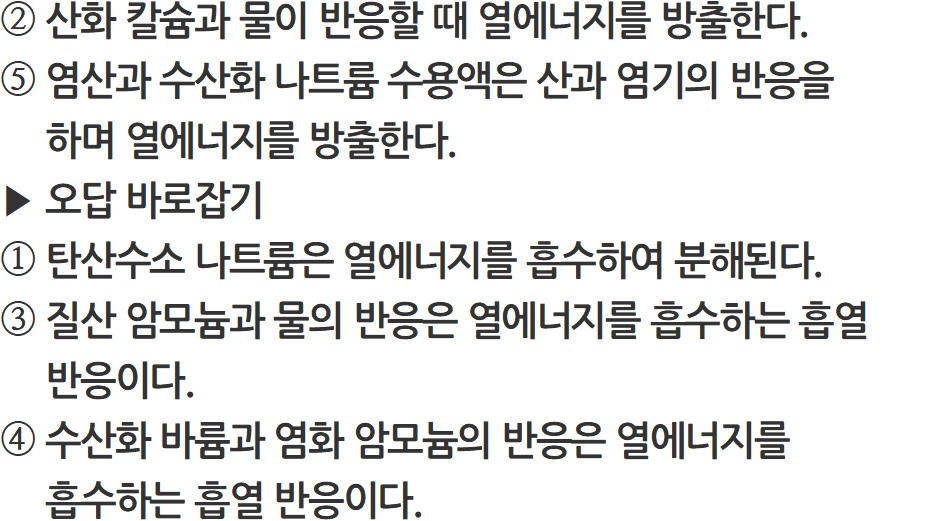 ② 산화 칼슘과 물이 반응할 때 열에너지를 방출한다.
⑤ 염산과 수산화 나트륨 수용액은 산과 염기의 반응을
하며 열에너지를 방출한다.
▶ 오답 바로잡기
① 탄산수소 나트륨은 열에너지를 흡수하여 분해된다.
③ 질산 암모늄과 물의 반응은 열에너지를 흡수하는 흡열
반응이다.
④ 수산화 바륨과 염화 암모늄의 반응은 열에너지를
흡수하는 흡열 반응이다.